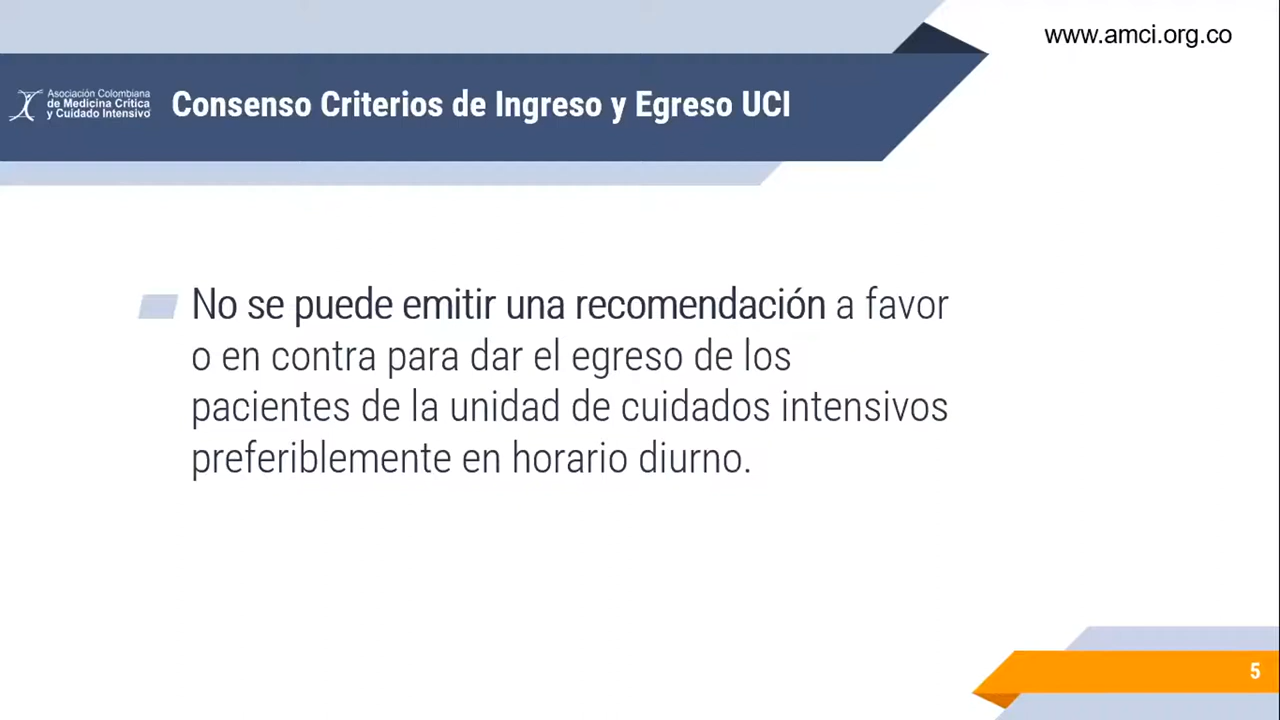 www.amci.org.co
Asociación Colombiana
de Medicina Crítica
y Cuidado Intensivo
Consenso Criterios de Ingreso y Egreso UCI
No se puede emitir una recomendación a favor
o en contra para dar el egreso de los
pacientes de la unidad de cuidados intensivos
preferiblemente en horario diurno.
5